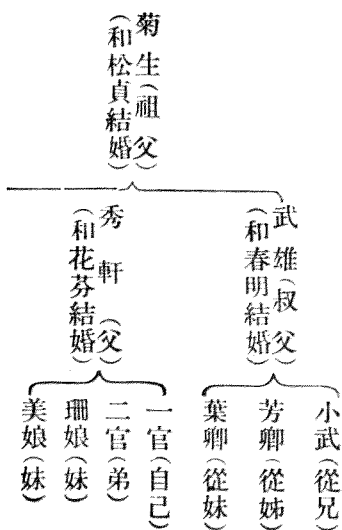 菊生(祖父)
(和松貞結婚)
武雄(叔父)
(和春明結婚)
秀軒(父)
(和花芬結婚)
小武(從兄)
芳卿(從姊)
葉卿(從妹)
一官(自己)
二官(弟)
珊娘(妹)
美娘(妹)